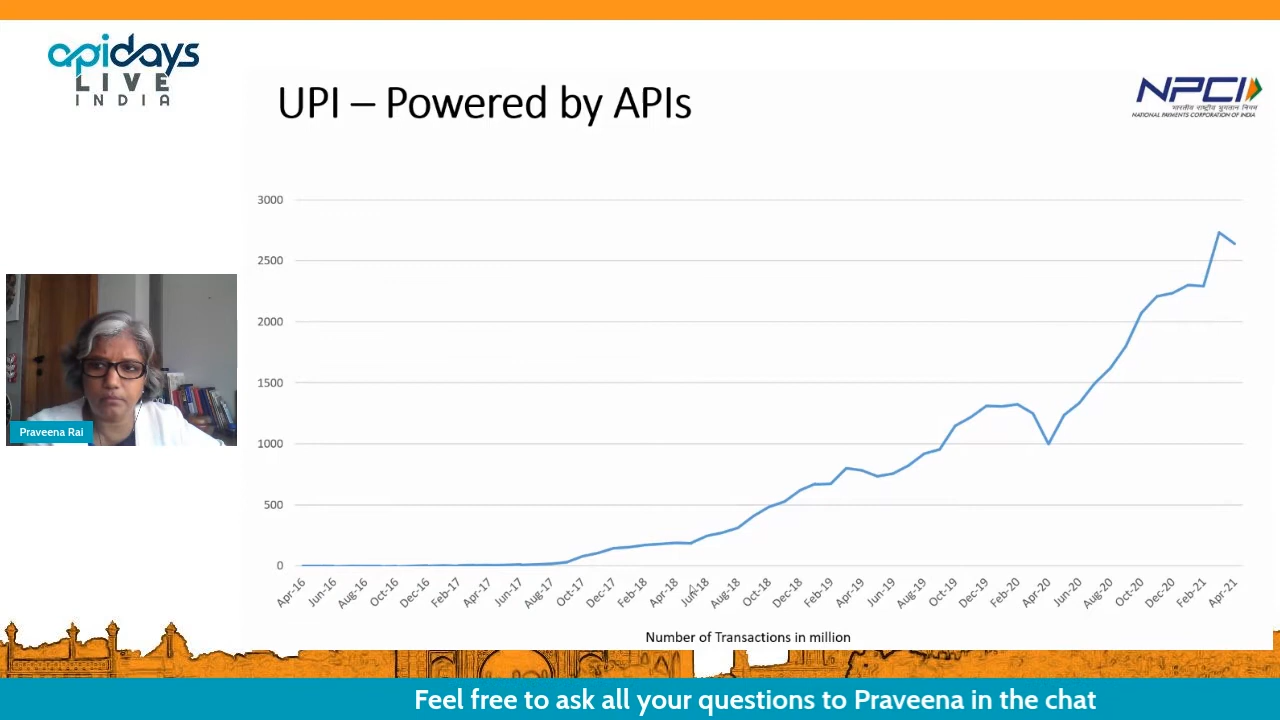 apidays
LIVE
INDIA
UPI – Powered by APIs
NPCI
भारतीय राष्ट्रीय भुगतान निगम
NATIONAL PAYMENTS CORPORATION OF INDIA
3000
2500
2000
1500
1000
500
0
Apr-16 Jun-16 Aug-16 Oct-16 Dec-16 Feb-17 Apr-17 Jun-17 Aug-17 Oct-17 Dec-17 Feb-18 Apr-18 Jun-18 Aug-18 Oct-18 Dec-18 Feb-19 Apr-19 Jun-19 Aug-19 Oct-19 Dec-19 Feb-20 Apr-20 Jun-20 Aug-20 Oct-20 Dec-20 Feb-21 Apr-21
Number of Transactions in million
Praveena Rai
Feel free to ask all your questions to Praveena in the chat